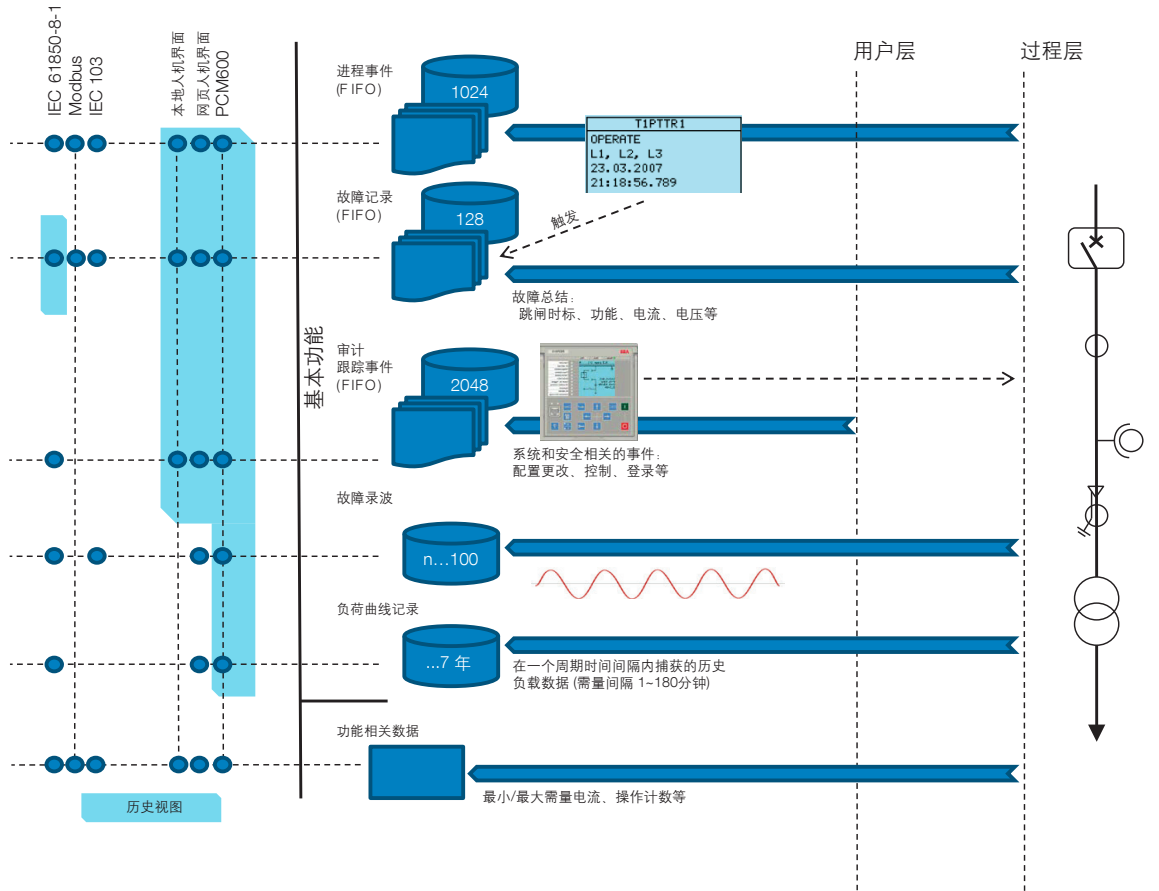 IEC 61850-8-1
Modbus
IEC 103
本地人机界面
网页人机界面
PCM600
用户层
过程层
进程事件
(FIFO)
1024
T1PTTR1
OPERATE
L1, L2, L3
23.03.2007
21:18:56.789
故障记录
(FIFO)
128
触发
故障总结:
跳闸时标、功能、电流、电压等
基本功能
审计
跟踪事件
(FIFO)
2048
系统和安全相关的事件:
配置更改、控制、登录等
故障录波
n...100
负荷曲线记录
...7 年
在一个周期时间间隔内捕获的历史
负载数据 (需量间隔 1~180分钟)
功能相关数据
最小/最大需量电流、操作计数等
历史视图